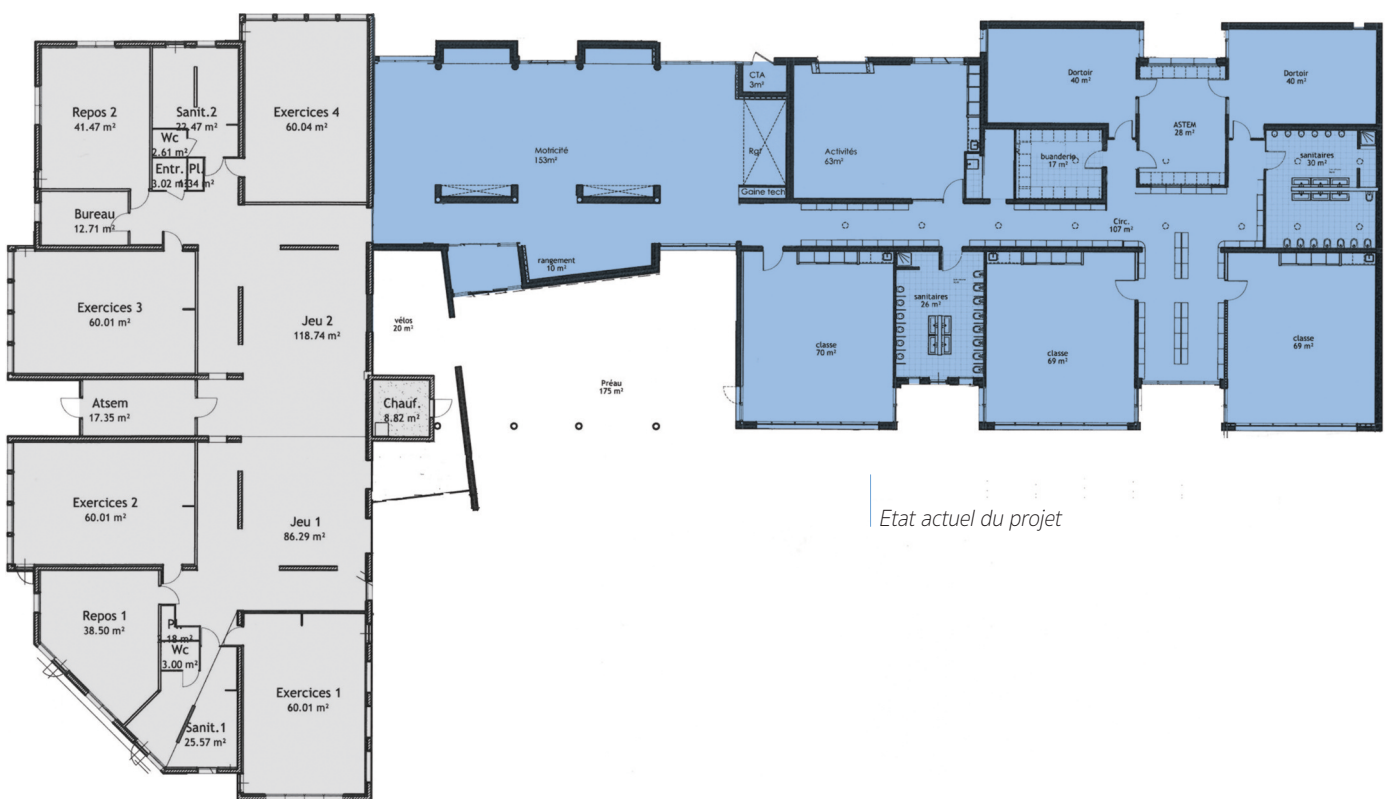 Repos 2
41.47 m²
Sanit.2
22.47 m²
Wc
2.61 m²
Entr.
3.02 m²
Pl.
1.34 m²
Exercices 4
60.04 m²
Bureau
12.71 m²
Exercices 3
60.01 m²
Jeu 2
118.74 m²
Atsem
17.35 m²
Chauf.
8.82 m²
Exercices 2
60.01 m²
Jeu 1
86.29 m²
Repos 1
38.50 m²
Wc
3.00 m²
Sanit.1
25.57 m²
Exercices 1
60.01 m²
Motricité
153m²
CTA
3m²
Rgt
Gaine tech
Activités
63m²
rangement
10 m²
vélos
20 m²
Préau
175 m²
Dortoir
40 m²
Dortoir
40 m²
ASTEM
28 m²
buanderie
17 m²
sanitaires
30 m²
Circ.
107 m²
classe
70 m²
sanitaires
26 m²
classe
69 m²
classe
69 m²
Etat actuel du projet